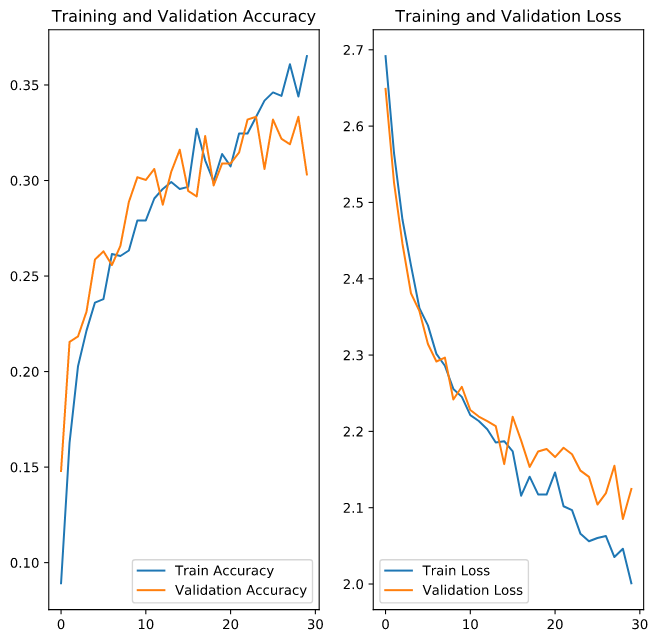 Training and Validation Accuracy
0.35
0.30
0.25
0.20
0.15
0.10
Train Accuracy
Validation Accuracy
0 10 20 30
Training and Validation Loss
2.7
2.6
2.5
2.4
2.3
2.2
2.1
2.0
Train Loss
Validation Loss
0 10 20 30